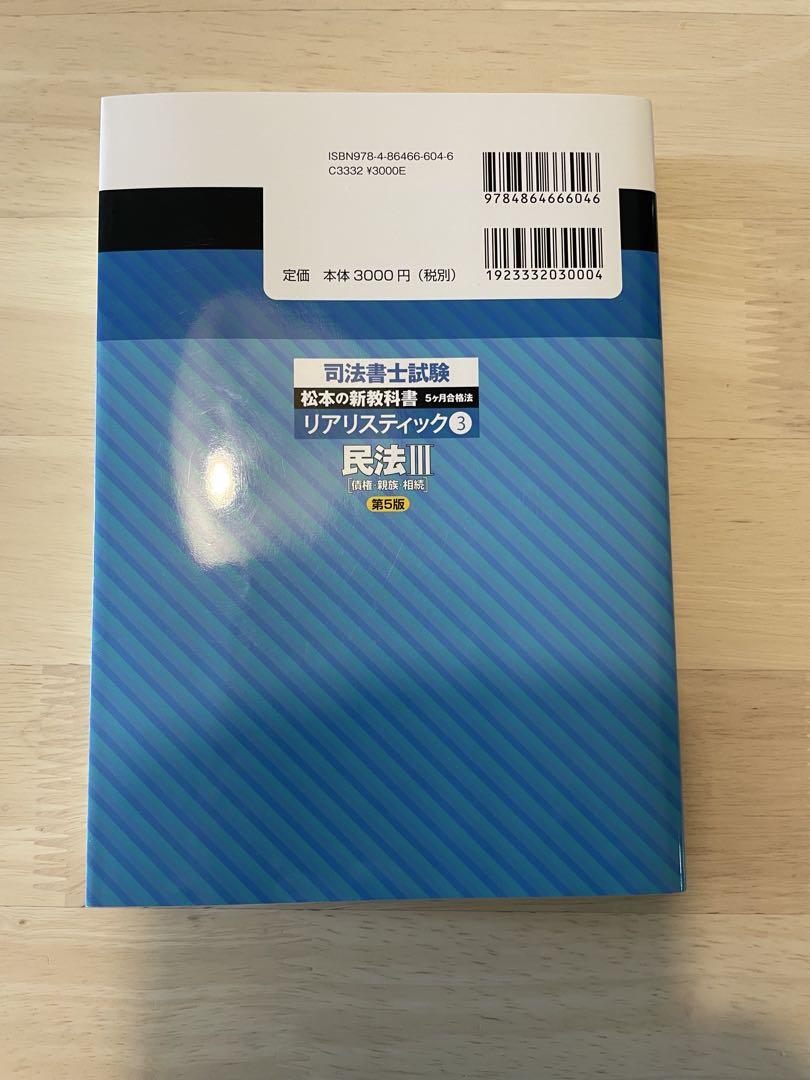 ISBN978-4-86466-604-6
C3332 ¥3000E
9784864666046
定価 本体3000円（税別）
1923332030004
司法書士試験
松本の新教科書 5ヶ月合格法
リアリスティック③
民法Ⅲ
［債権・親族・相続］
第5版